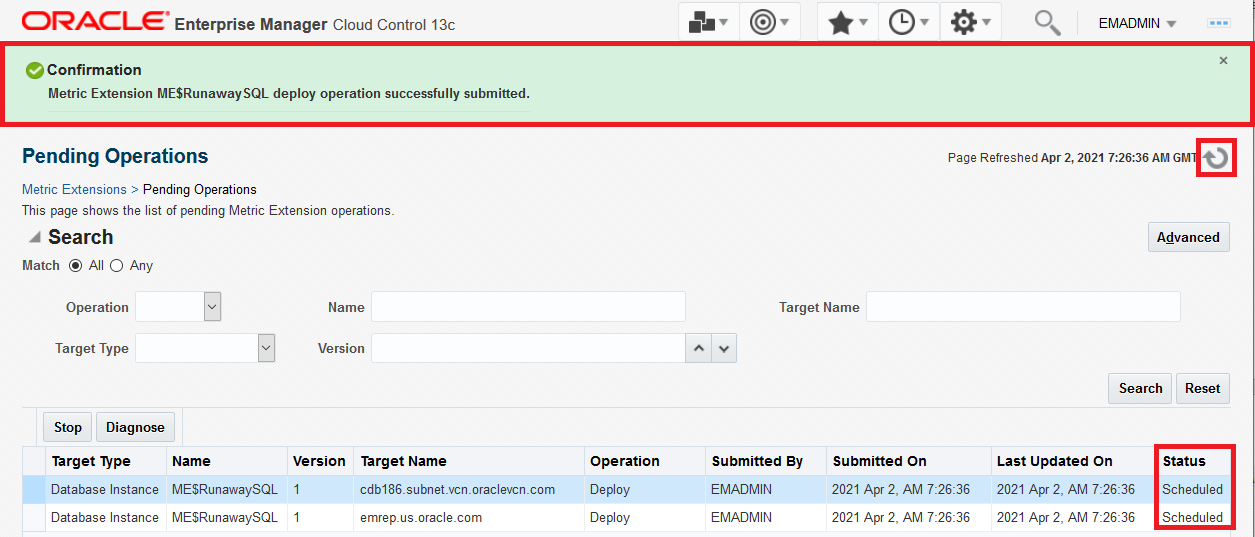 ORACLE® Enterprise Manager Cloud Control 13c EMADMIN
Confirmation
Metric Extension ME$RunawaySQL deploy operation successfully submitted.
Pending Operations
Page Refreshed Apr 2, 2021 7:26:36 AM GMT
Metric Extensions > Pending Operations
This page shows the list of pending Metric Extension operations.
Search
Advanced
Match All Any
Operation Name Target Name
Target Type Version
Search Reset
Stop Diagnose
Target Type Name Version Target Name Operation Submitted By Submitted On Last Updated On Status
Database Instance ME$RunawaySQL 1 cdb186.subnet.vcn.oraclevcn.com Deploy EMADMIN 2021 Apr 2, AM 7:26:36 2021 Apr 2, AM 7:26:36 Scheduled
Database Instance ME$RunawaySQL 1 emrep.us.oracle.com Deploy EMADMIN 2021 Apr 2, AM 7:26:36 2021 Apr 2, AM 7:26:36 Scheduled